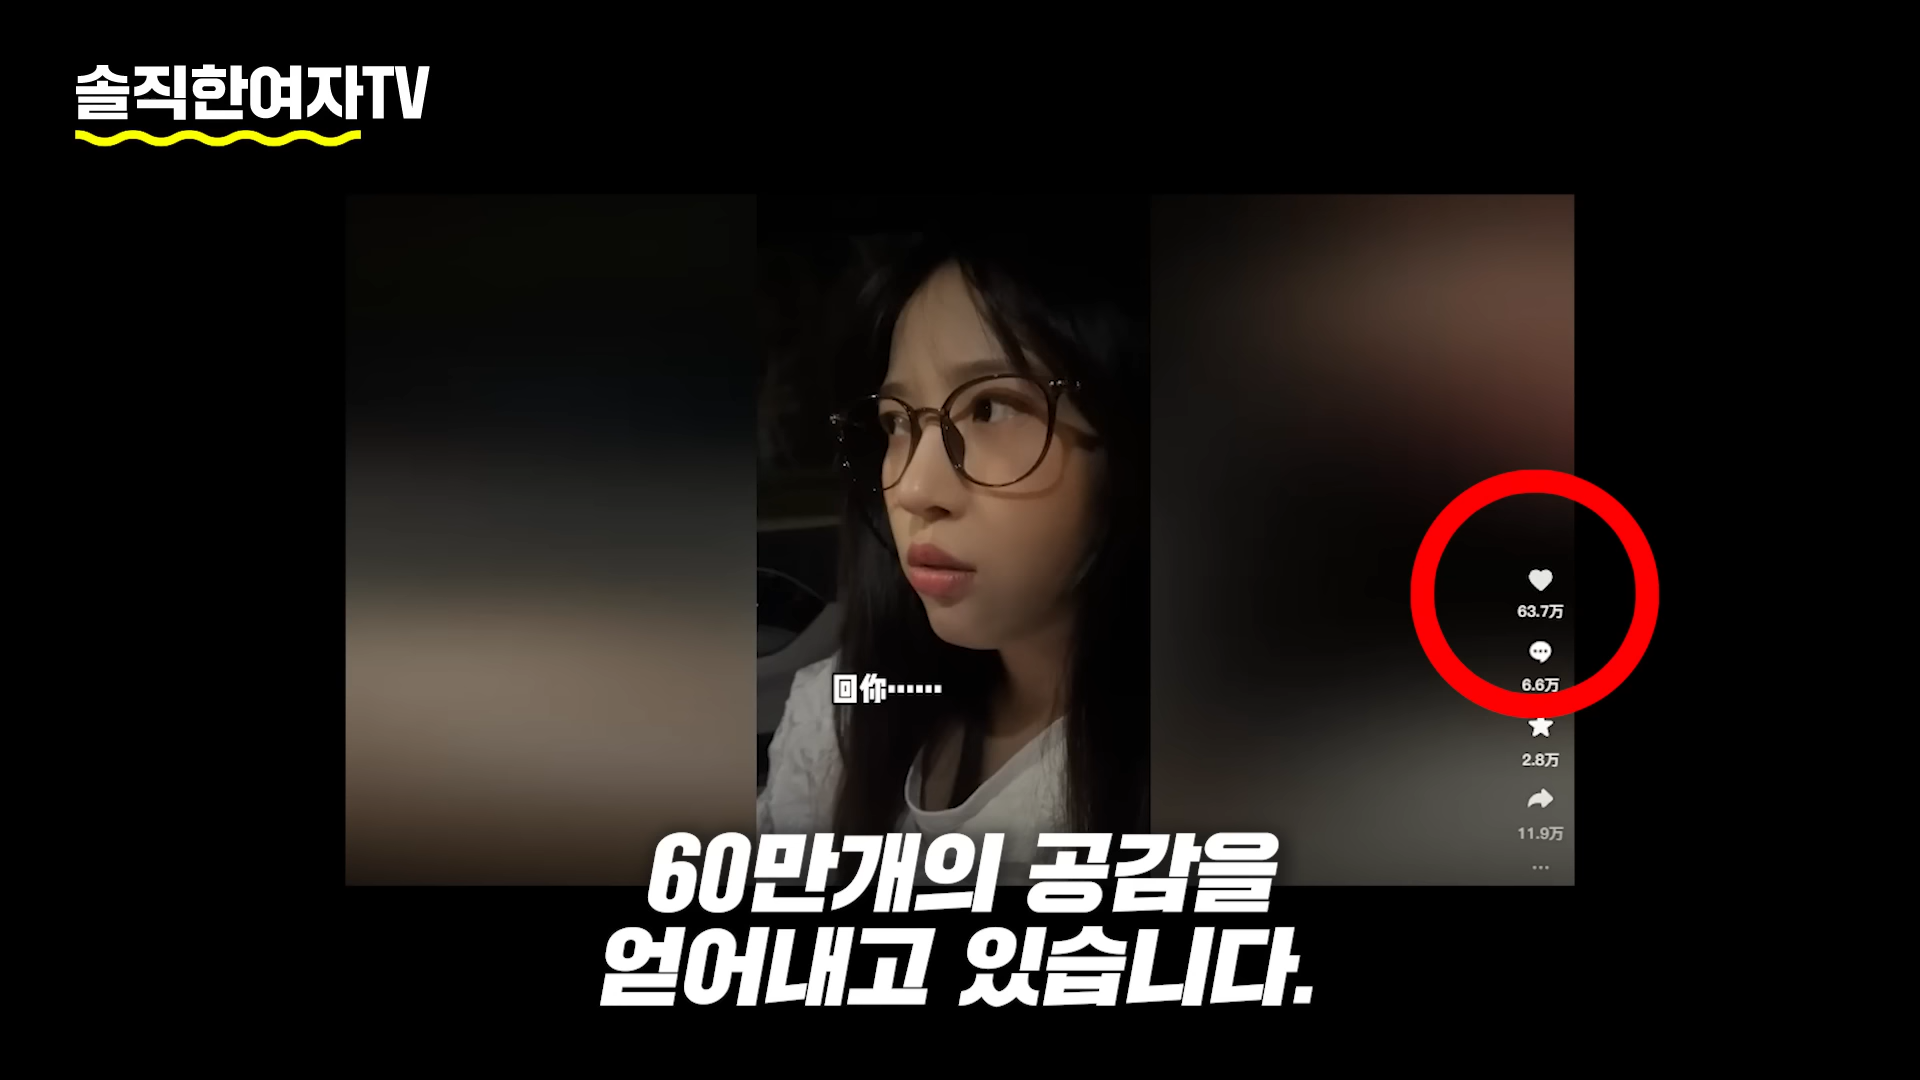 솔직한여자TV
63.7万
6.6万
回你……
2.8万
11.9万
60만개의 공감을
얻어내고 있습니다.